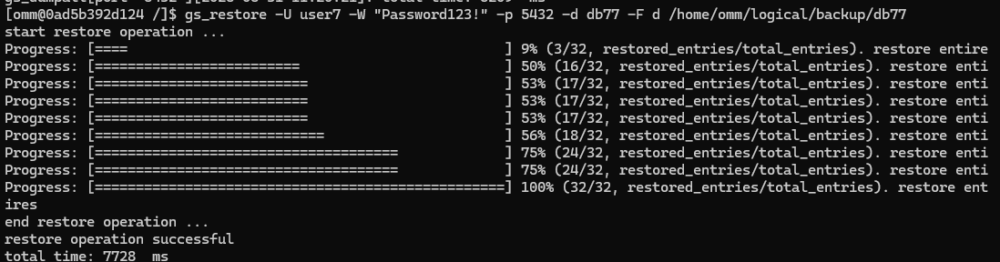 [omm@0ad5b392d124 /]$ gs_restore -U user7 -W "Password123!" -p 5432 -d db77 -F d /home/omm/logical/backup/db77
start restore operation ...
Progress: [====                                              ] 9% (3/32, restored_entries/total_entries). restore entire
Progress: [=========================                         ] 50% (16/32, restored_entries/total_entries). restore enti
Progress: [==========================                        ] 53% (17/32, restored_entries/total_entries). restore enti
Progress: [==========================                        ] 53% (17/32, restored_entries/total_entries). restore enti
Progress: [==========================                        ] 53% (17/32, restored_entries/total_entries). restore enti
Progress: [============================                      ] 56% (18/32, restored_entries/total_entries). restore enti
Progress: [=====================================             ] 75% (24/32, restored_entries/total_entries). restore enti
Progress: [=====================================             ] 75% (24/32, restored_entries/total_entries). restore enti
Progress: [==================================================] 100% (32/32, restored_entries/total_entries). restore ent
ires
end restore operation ...
restore operation successful
total time: 7728  ms